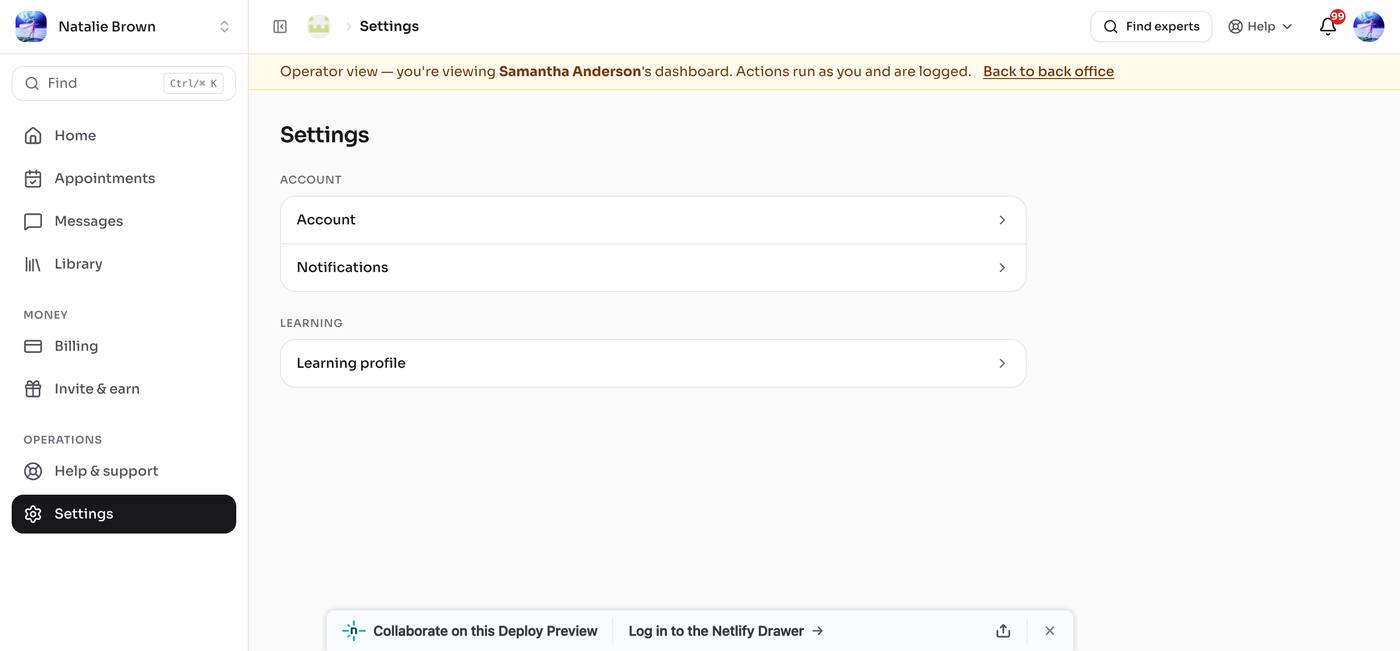 Natalie Brown
Settings
Find experts
Help
99
Find
Ctrl/⌘ K
Operator view — you're viewing Samantha Anderson's dashboard. Actions run as you and are logged. Back to back office
Home
Appointments
Messages
Library
MONEY
Billing
Invite & earn
OPERATIONS
Help & support
Settings
Settings
ACCOUNT
Account
Notifications
LEARNING
Learning profile
Collaborate on this Deploy Preview
Log in to the Netlify Drawer →